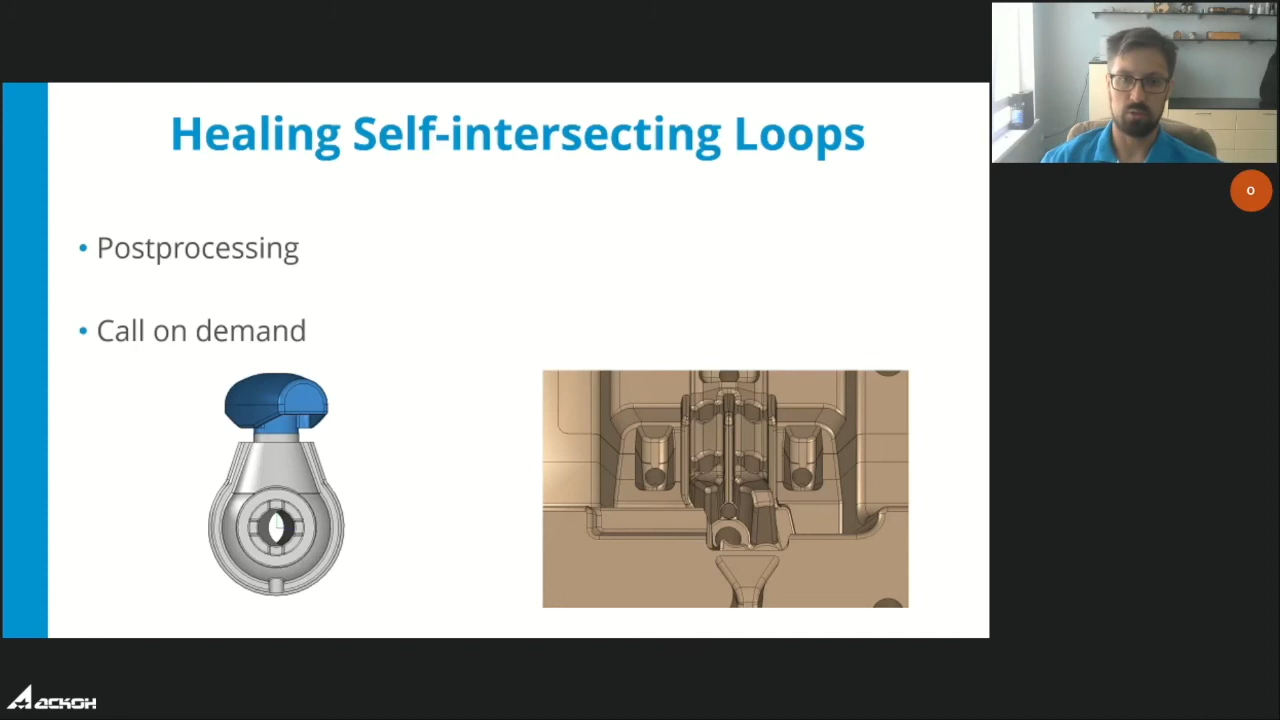 Healing Self-intersecting Loops
• Postprocessing
• Call on demand
O
АСКОН